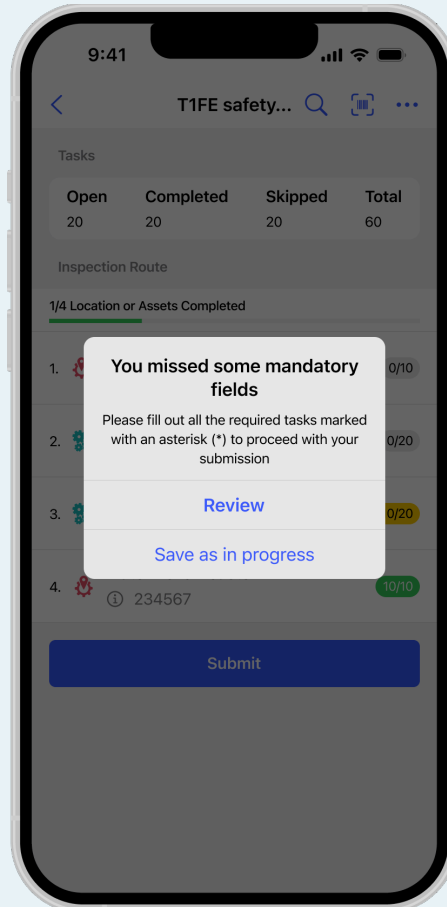 9:41
T1FE safety...
Tasks
Open Completed Skipped Total
20 20 20 60
Inspection Route
1/4 Location or Assets Completed
1. 0/10
You missed some mandatory
fields
Please fill out all the required tasks marked
with an asterisk (*) to proceed with your
submission
2. 0/20
Review
3. 0/20
Save as in progress
4. 10/10
234567
Submit